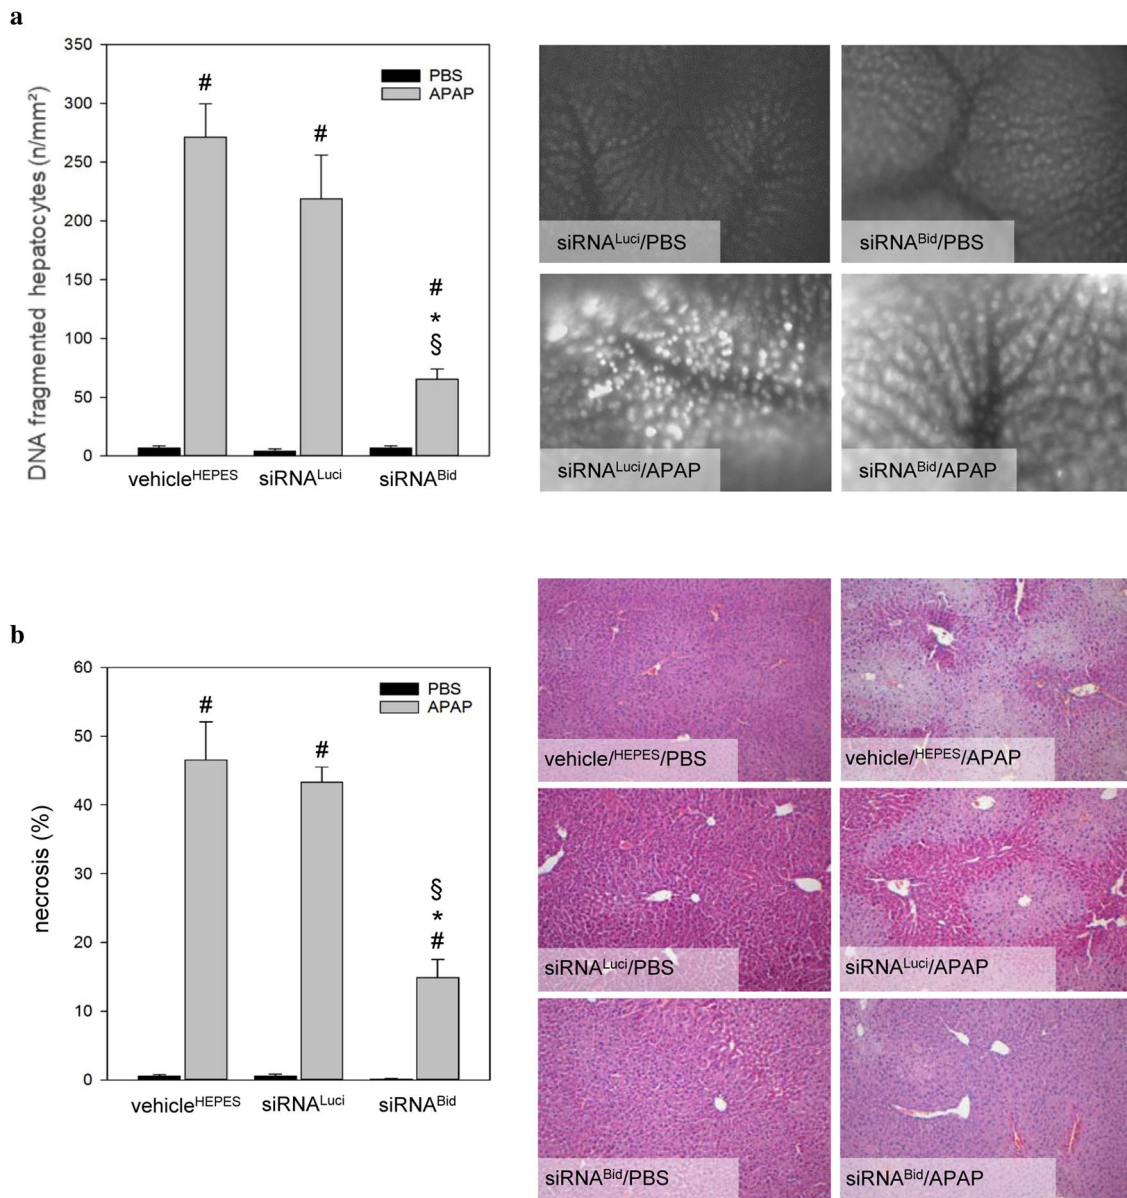 a
350
300
250
200
150
100
50
0
DNA fragmented hepatocytes (n/mm²)
PBS
APAP
#
#
#
*
§
vehicleHEPES siRNALuci siRNABid
siRNALuci/PBS
siRNABid/PBS
siRNALuci/APAP
siRNABid/APAP
b
60
50
40
30
20
10
0
necrosis (%)
PBS
APAP
#
#
§
*
#
vehicleHEPES siRNALuci siRNABid
vehicle/HEPES/PBS
vehicle/HEPES/APAP
siRNALuci/PBS
siRNALuci/APAP
siRNABid/PBS
siRNABid/APAP